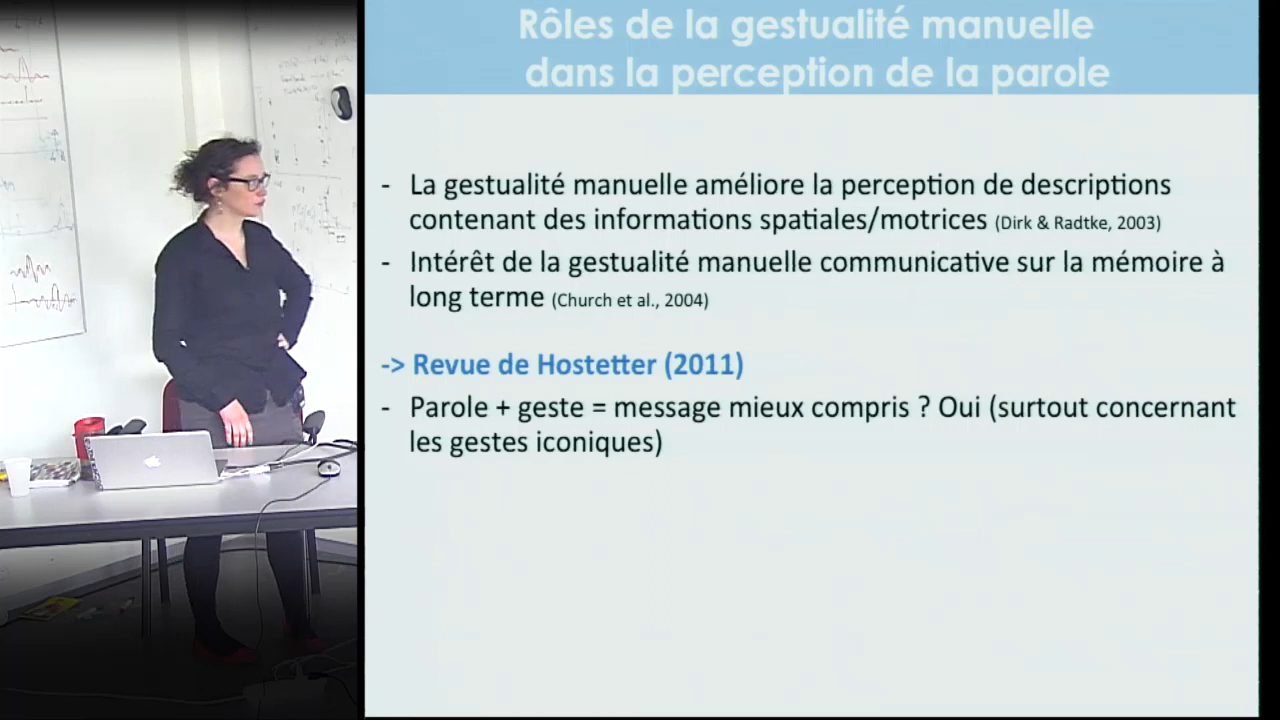 Rôles de la gestualité manuelle
dans la perception de la parole
- La gestualité manuelle améliore la perception de descriptions
contenant des informations spatiales/motrices (Dirk & Radtke, 2003)
- Intérêt de la gestualité manuelle communicative sur la mémoire à
long terme (Church et al., 2004)
-> Revue de Hostetter (2011)
- Parole + geste = message mieux compris ? Oui (surtout concernant
les gestes iconiques)